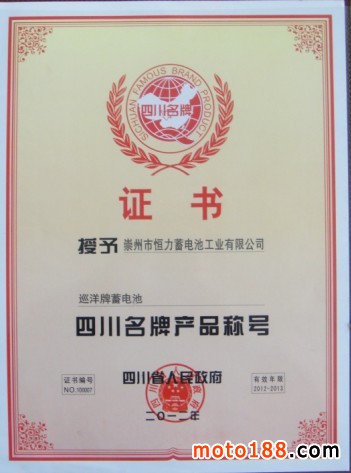 SICHUAN FAMOUS BRAND PRODUCT
四川名牌
证书
授予 崇州市恒力蓄电池工业有限公司
巡洋牌蓄电池
四川名牌产品称号
证书编号
NO.100007
四川省人民政府
二〇一一年
有效年限
2012-2013
moto188.com